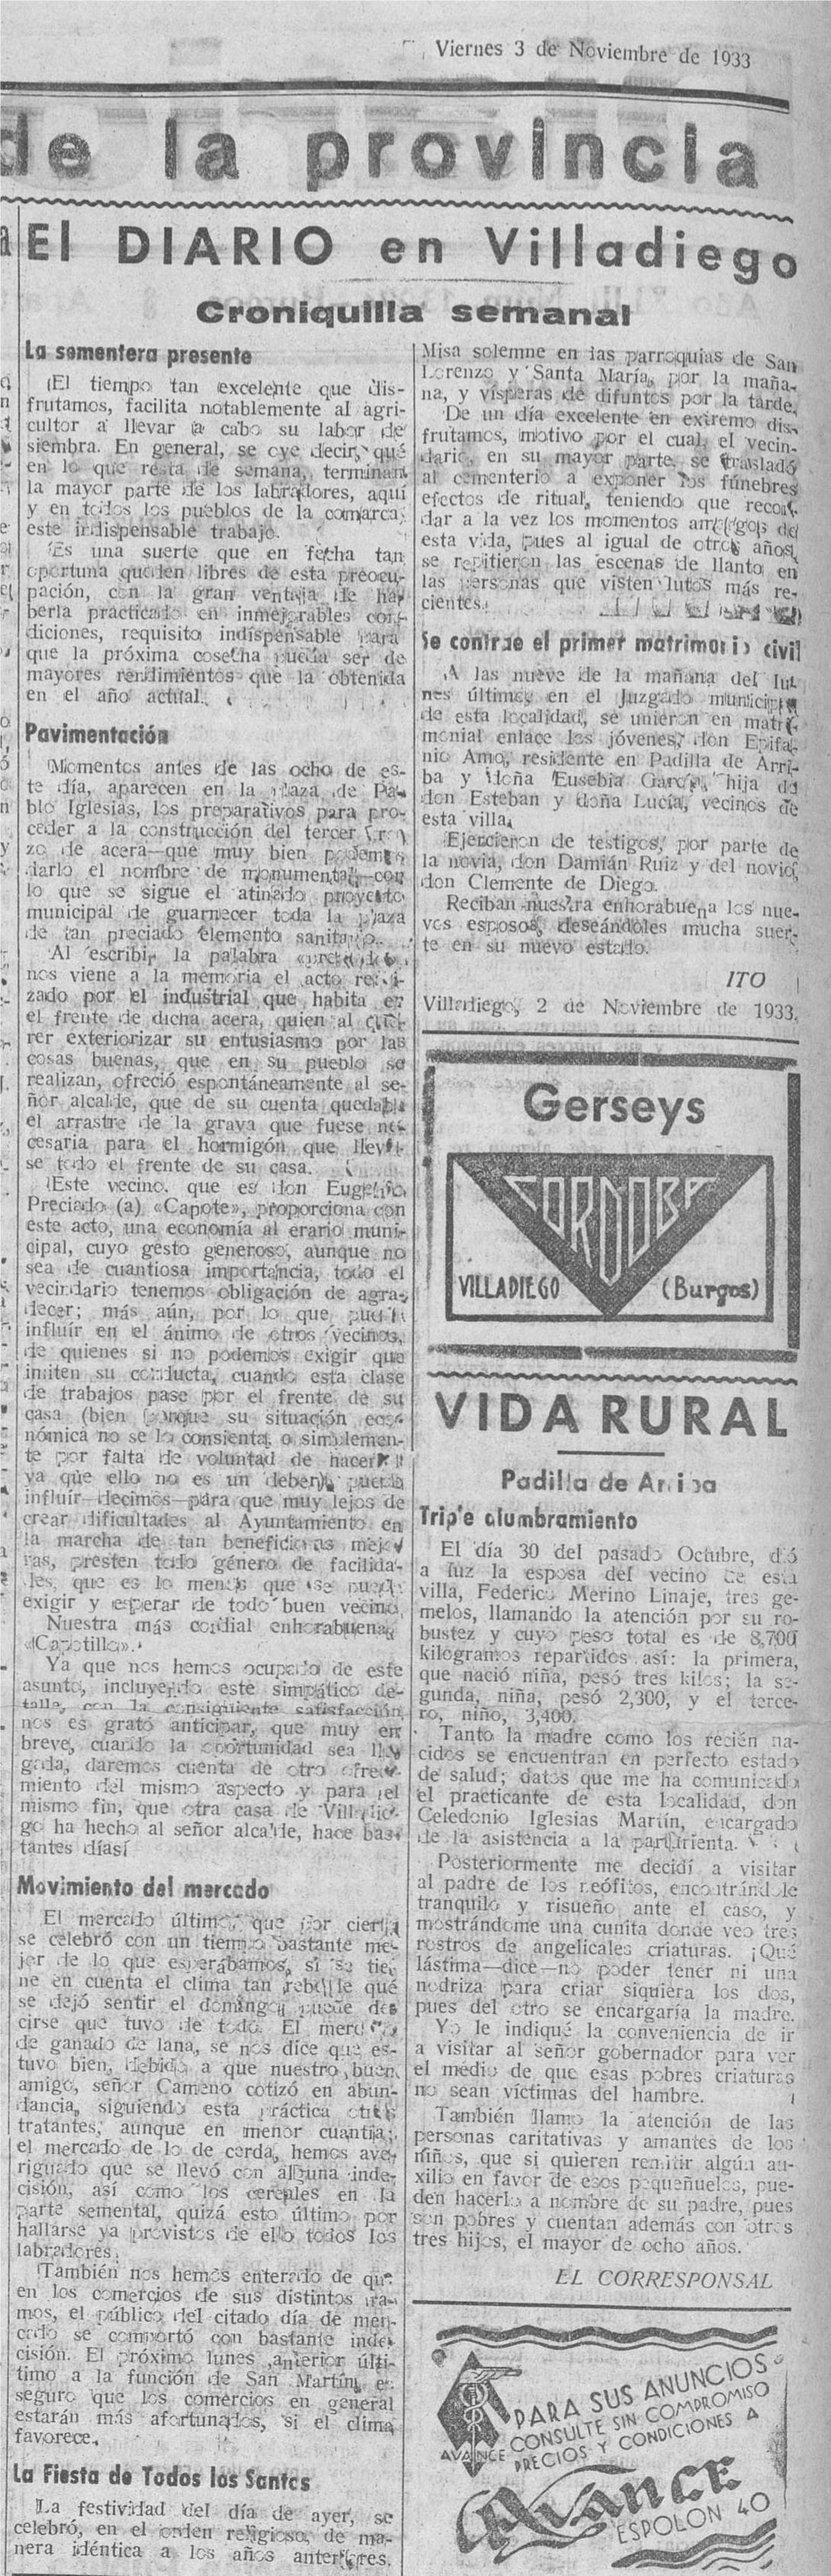 Viernes 3 de Noviembre de 1933
de la provincia
El DIARIO en Villadiego
Croniquilla semanal
La sementera presente
El tiempo tan excelente que dis-
frutamos, facilita notablemente al agri-
cultor a llevar a cabo su labor de
siembra. En general, se oye decir, qué
en lo que resta de semana, terminan
la mayor parte de los labradores, aquí
y en todos los pueblos de la comarca,
este indispensable trabajo.
Es una suerte que en fecha tan
oportuna queden libres de esta preocu-
pación, con la gran ventaja de ha-
berla practicado en inmejorables con-
diciones, requisito indispensable para
que la próxima cosecha pueda ser de
mayores rendimientos que la obtenida
en el año actual.
Pavimentación
Momentos antes de las ocho de es-
te día, aparecen en la plaza de Pa-
blo Iglesias, los preparativos para pro-
ceder a la construcción del tercer tro-
zo de acera—que muy bien podemos
darlo el nombre de monumental—con
lo que se sigue el atinado proyecto
municipal de guarnecer toda la plaza
de tan preciado elemento sanitario.
Al escribir la palabra
nos viene a la memoria el acto reali-
zado por el industrial que habita en
el frente de dicha acera, quien al que-
rer exteriorizar su entusiasmo por las
cosas buenas, que en su pueblo se
realizan, ofreció espontáneamente al se-
ñor alcalde, que de su cuenta quedaba
el arrastre de la grava que fuese ne-
cesaria para el hormigón que lleva-
se todo el frente de su casa.
Este vecino, que es don Eugenio
Preciado (a) «Capote», proporciona con
este acto, una economía al erario muni-
cipal, cuyo gesto generoso, aunque no
sea de cuantiosa importancia, todo el
vecindario tenemos obligación de agra-
decer; más aún, por lo que pueda
influír en el ánimo de otros vecinos,
de quienes si no podemos exigir que
imiten su conducta, cuando esta clase
de trabajos pase por el frente de su
casa (bien porque su situación eco-
nómica no se lo consienta, o simplemen-
te por falta de voluntad de hacerlo
ya que ello no es un deber), pueda
influír—decimos—para que muy lejos de
crear dificultades al Ayuntamiento en
la marcha de tan beneficiosas mejo-
ras, presten todo género de facilida-
des, que es lo menos que se puede
exigir y esperar de todo buen vecino.
Nuestra más cordial enhorabuena,
«Capotillo».
Ya que nos hemos ocupado de este
asunto, incluyendo este simpático de-
talle, con la consiguiente satisfacción,
nos es grato anticipar, que muy en
breve, cuando la oportunidad sea lle-
gada, daremos cuenta de otro ofreci-
miento del mismo aspecto y para el
mismo fin, que otra casa de Villadie-
go ha hecho al señor alcalde, hace bas-
tantes días
Movimiento del mercado
El mercado último, que por cierto
se celebró con un tiempo bastante me-
jor de lo que esperábamos, si se tie-
ne en cuenta el clima tan rebelde qué
se dejó sentir el domingo, puede de-
cirse que tuvo de todo. El mercado
de ganado de lana, se nos dice que es-
tuvo bien, debido a que nuestro buen
amigo, señor Cameno cotizó en abun-
dancia, siguiendo esta práctica otros
tratantes, aunque en menor cuantía;
el mercado de lo de cerda, hemos ave-
riguado que se llevó con alguna inde-
cisión, así como los cereales en la
parte semental, quizá esto último por
hallarse ya provistos de ello todos los
labradores.
También nos hemos enterado de que
en los comercios de sus distintos ra-
mos, el público del citado día de mer-
cado se comportó con bastante inde-
cisión. El próximo lunes, anterior últi-
timo a la función de San Martín, es
seguro que los comercios en general
estarán más afortunados, si el clima
favorece.
La Fiesta de Todos los Santos
La festividad del día de ayer, se
celebró, en el orden religioso, de ma-
nera idéntica a los años anteriores.
Misa solemne en las parroquias de San
Lorenzo y Santa María, por la maña-
na, y vísperas de difuntos por la tarde.
De un día excelente en extremo dis-
frutamos, motivo por el cual, el vecin-
dario, en su mayor parte, se trasladó
al cementerio a exponer los fúnebres
efectos de ritual, teniendo que recor-
dar a la vez los momentos amargos de
esta vida, pues al igual de otros años,
se repitieron las escenas de llanto en
las personas que visten lutos más re-
cientes.
Se contrae el primer matrimonio civil
A las nueve de la mañana del lu-
nes último, en el Juzgado municipal
de esta localidad, se unieron en matri-
monial enlace los jóvenes, don Epifa-
nio Amo, residente en Padilla de Arri-
ba y doña Eusebia García, hija de
don Esteban y doña Lucía, vecinos de
esta villa.
Ejercieron de testigos, por parte de
la novia, don Damián Ruiz y del novio,
don Clemente de Diego.
Reciban nuestra enhorabuena los nue-
vos esposos, deseándoles mucha suer-
te en su nuevo estado.
ITO
Villadiego, 2 de Noviembre de 1933.
Gerseys
CORDOBA
VILLADIEGO (Burgos)
VIDA RURAL
Padilla de Arriba
Triple alumbramiento
El día 30 del pasado Octubre, dió
a luz la esposa del vecino de esta
villa, Federico Merino Linaje, tres ge-
melos, llamando la atención por su ro-
bustez y cuyo peso total es de 8,700
kilogramos repartidos así: la primera,
que nació niña, pesó tres kilos; la se-
gunda, niña, pesó 2,300, y el terce-
ro, niño, 3,400.
Tanto la madre como los recién na-
cidos se encuentran en perfecto estado
de salud; datos que me ha comunicado
el practicante de esta localidad, don
Celedonio Iglesias Martín, encargado
de la asistencia a la parturienta.
Posteriormente me decidí a visitar
al padre de los neófitos, encontrándole
tranquilo y risueño ante el caso, y
mostrándome una cunita donde veo tres
rostros de angelicales criaturas. ¡Qué
lástima—dice—no poder tener ni una
nodriza para criar siquiera los dos,
pues del otro se encargaría la madre.
Yo le indiqué la conveniencia de ir
a visitar al señor gobernador para ver
el medio de que esas pobres criaturas
no sean víctimas del hambre.
También llamo la atención de las
personas caritativas y amantes de los
niños, que si quieren remitir algún au-
xilio en favor de esos pequeñuelos, pue-
den hacerlo a nombre de su padre, pues
son pobres y cuentan además con otros
tres hijos, el mayor de ocho años.
EL CORRESPONSAL
AVANCE
PARA SUS ANUNCIOS
CONSULTE SIN COMPROMISO
PRECIOS Y CONDICIONES A
Avance
ESPOLON 40